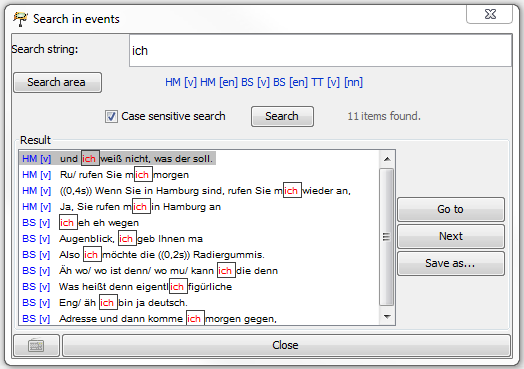 Search in events
Search string:
ich
Search area
HM [v] HM [en] BS [v] BS [en] TT [v] [nn]
Case sensitive search
Search
11 items found.
Result
HM [v] und ich weiß nicht, was der soll.
HM [v] Ru/ rufen Sie mich morgen
HM [v] ((0,4s)) Wenn Sie in Hamburg sind, rufen Sie mich wieder an,
HM [v] Ja, Sie rufen mich in Hamburg an
BS [v] ich eh eh wegen
BS [v] Augenblick, ich geb Ihnen ma
BS [v] Also ich möchte die ((0,2s)) Radiergummis.
BS [v] Äh wo/ wo ist denn/ wo mu/ kann ich die denn
BS [v] Was heißt denn eigentlich figürliche
BS [v] Eng/ äh ich bin ja deutsch.
BS [v] Adresse und dann komme ich morgen gegen,
Go to
Next
Save as...
Close